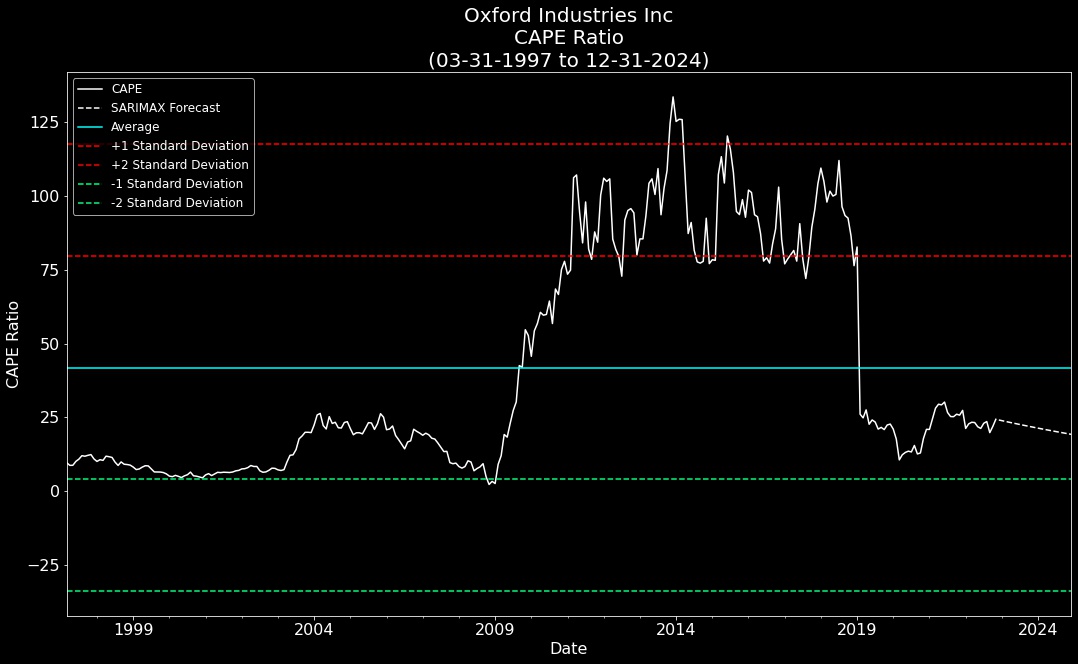 Oxford Industries Inc
CAPE Ratio
(03-31-1997 to 12-31-2024)
CAPE
SARIMAX Forecast
Average
+1 Standard Deviation
+2 Standard Deviation
-1 Standard Deviation
-2 Standard Deviation
125
100
75
50
25
0
−25
CAPE Ratio
1999 2004 2009 2014 2019 2024
Date